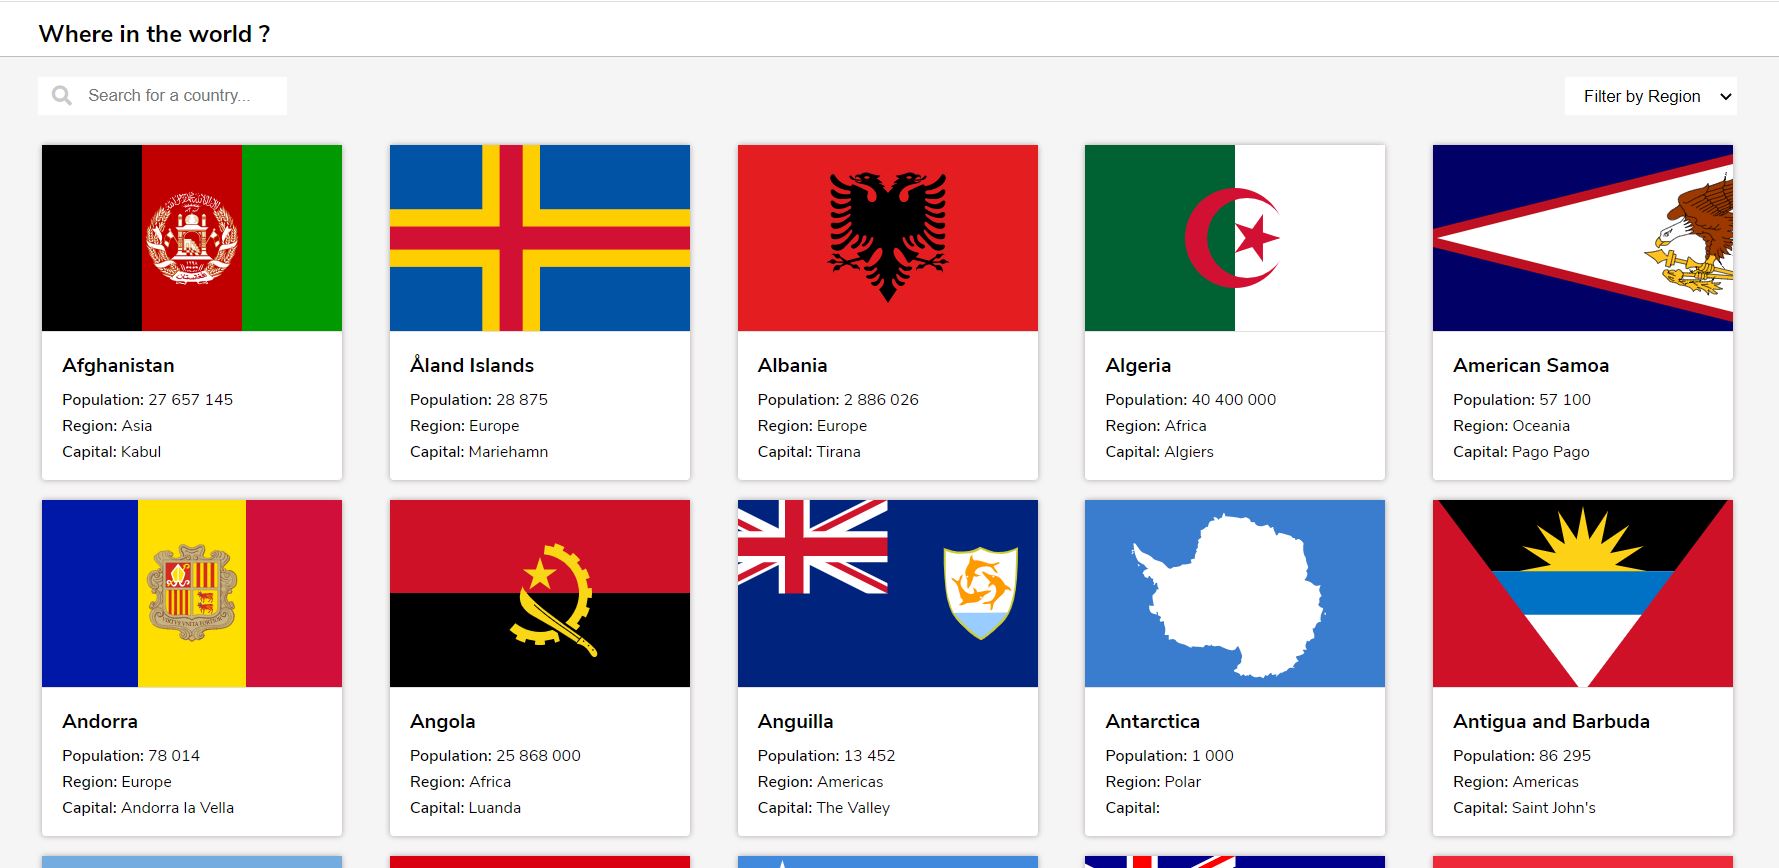 Where in the world ?
Search for a country...
Filter by Region
Afghanistan
Population: 27 657 145
Region: Asia
Capital: Kabul
Åland Islands
Population: 28 875
Region: Europe
Capital: Mariehamn
Albania
Population: 2 886 026
Region: Europe
Capital: Tirana
Algeria
Population: 40 400 000
Region: Africa
Capital: Algiers
American Samoa
Population: 57 100
Region: Oceania
Capital: Pago Pago
Andorra
Population: 78 014
Region: Europe
Capital: Andorra la Vella
Angola
Population: 25 868 000
Region: Africa
Capital: Luanda
Anguilla
Population: 13 452
Region: Americas
Capital: The Valley
Antarctica
Population: 1 000
Region: Polar
Capital:
Antigua and Barbuda
Population: 86 295
Region: Americas
Capital: Saint John's